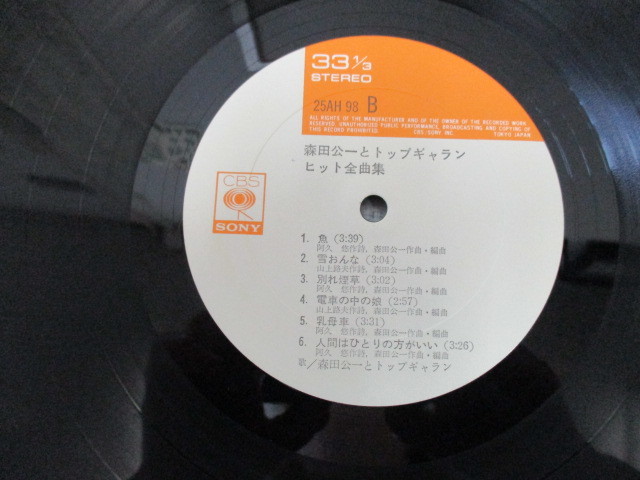 33 1/3
STEREO
25AH 98 B
ALL RIGHTS OF THE MANUFACTURER AND OF THE OWNER OF THE RECORDED WORK
RESERVED. UNAUTHORISED PUBLIC PERFORMANCE, BROADCASTING AND COPYING OF
THIS RECORD PROHIBITED. CBS/SONY INC. TOKYO JAPAN
森田公一とトップギャラン
ヒット全曲集
CBS
SONY
1. 魚 (3:39)
阿久 悠作詩, 森田公一作曲・編曲
2. 雪おんな (3:04)
山上路夫作詩, 森田公一作曲・編曲
3. 別れ煙草 (3:02)
阿久 悠作詩, 森田公一作曲・編曲
4. 電車の中の娘 (2:57)
山上路夫作詩, 森田公一作曲・編曲
5. 乳母車 (3:31)
阿久 悠作詩, 森田公一作曲・編曲
6. 人間はひとりの方がいい (3:26)
阿久 悠作詩, 森田公一作曲・編曲
歌/森田公一とトップギャラン